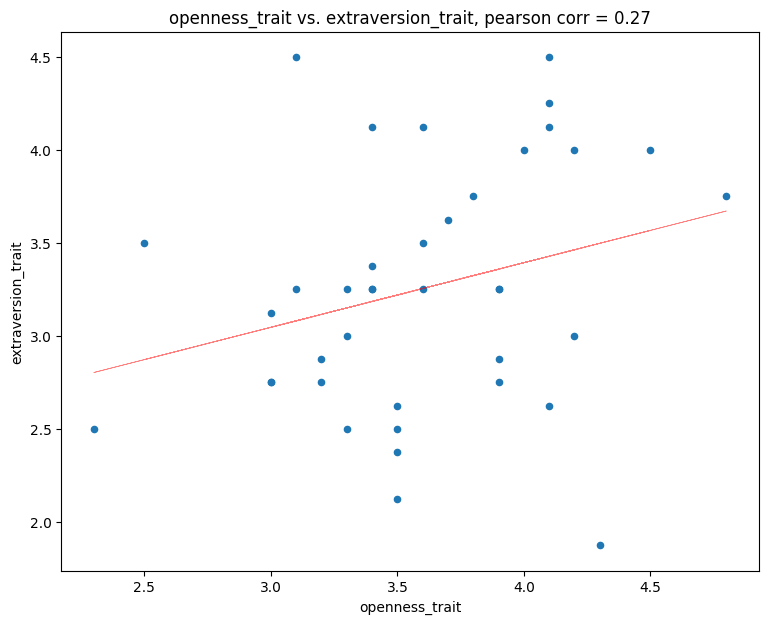 openness_trait vs. extraversion_trait, pearson corr = 0.27
4.5
4.0
3.5
3.0
2.5
2.0
extraversion_trait
2.5 3.0 3.5 4.0 4.5
openness_trait